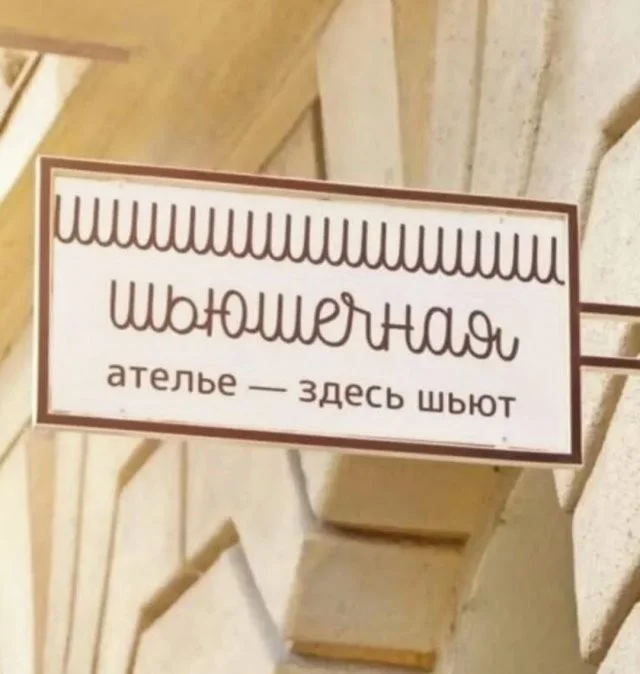 шьюшечная
ателье — здесь шьют